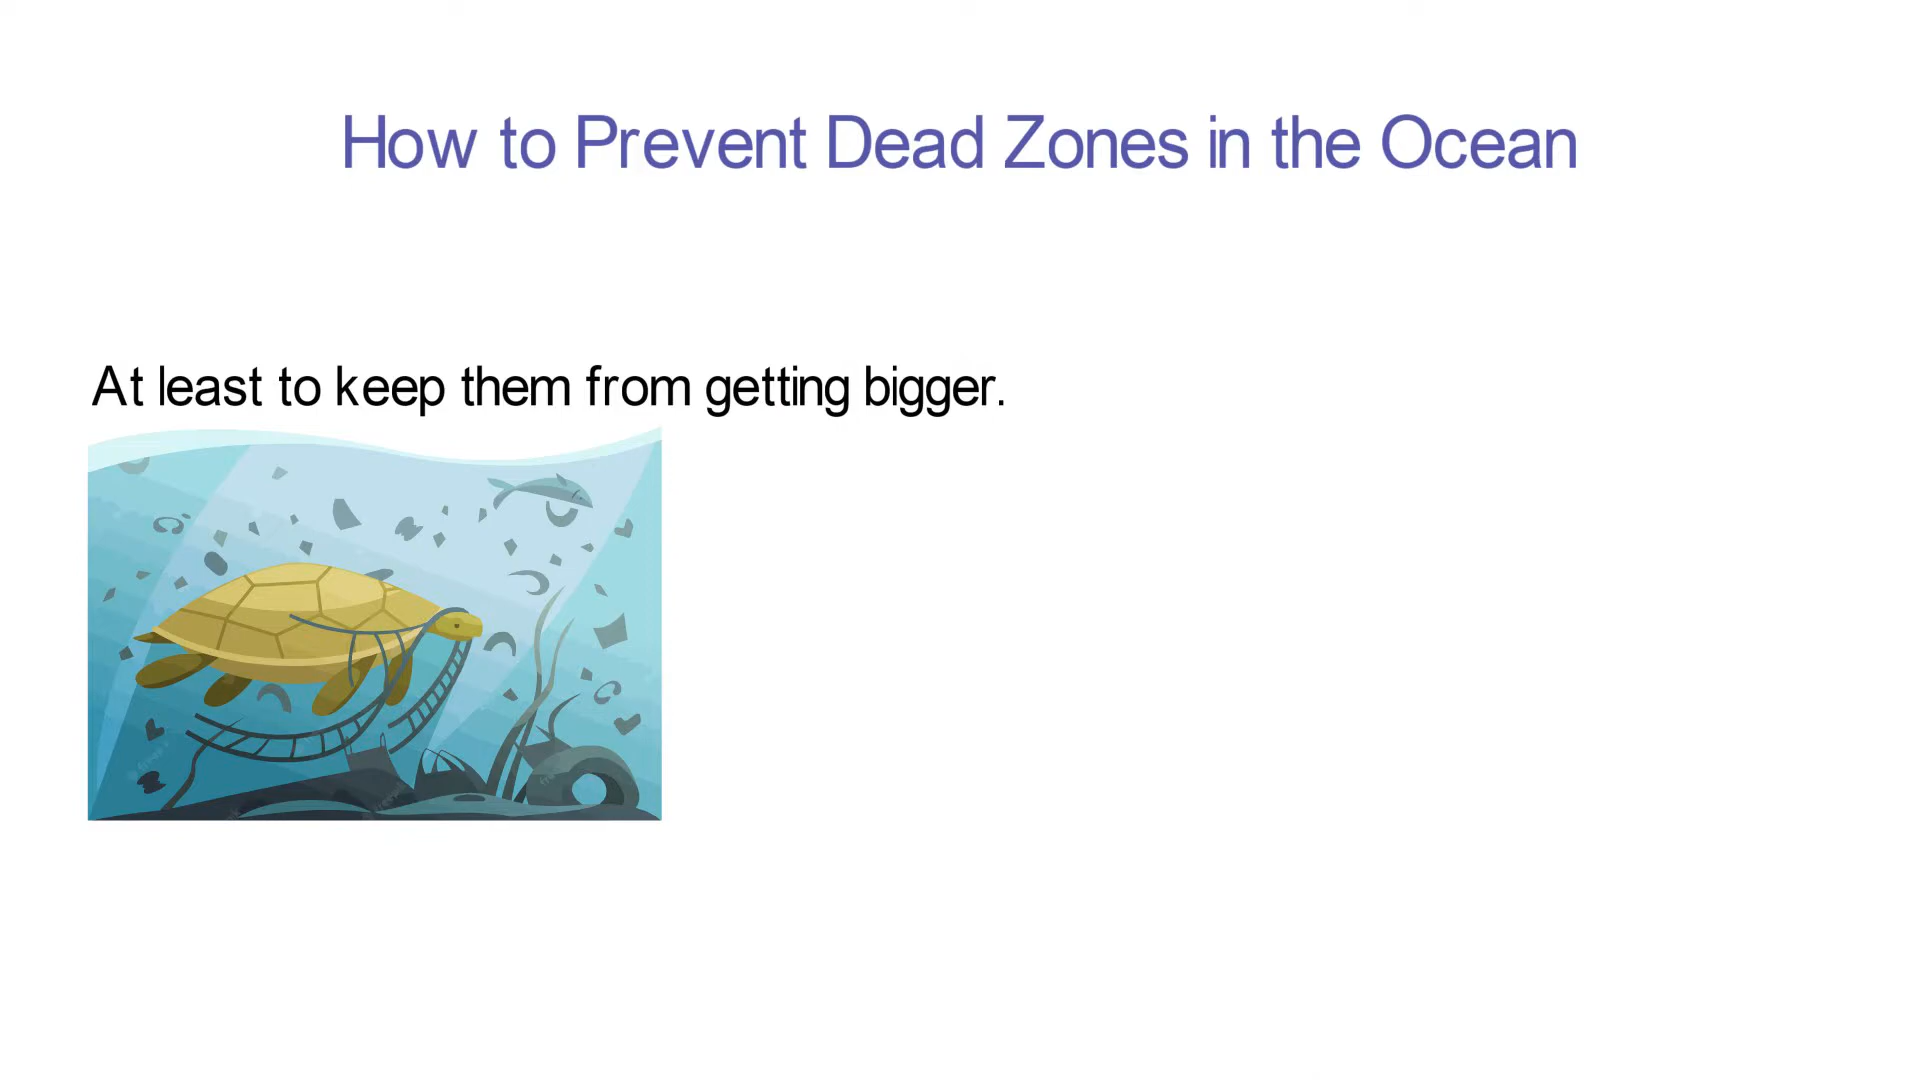 How to Prevent Dead Zones in the Ocean
At least to keep them from getting bigger.